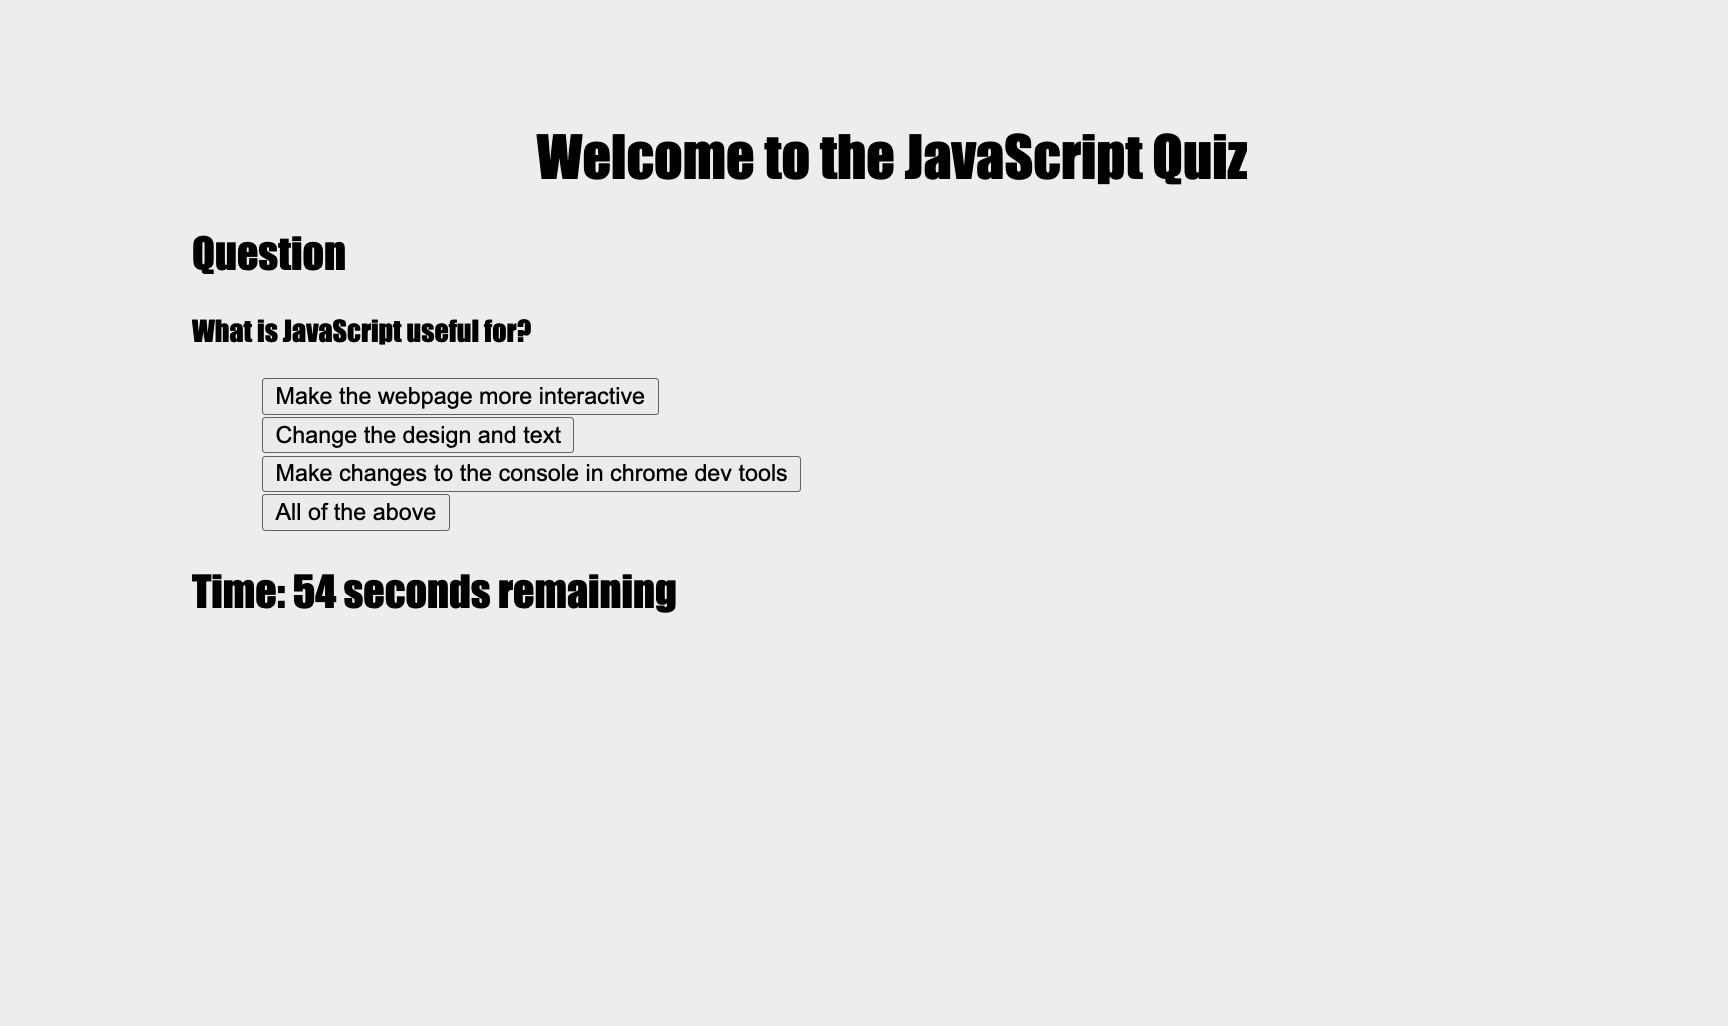 Welcome to the JavaScript Quiz
Question
What is JavaScript useful for?
Make the webpage more interactive
Change the design and text
Make changes to the console in chrome dev tools
All of the above
Time: 54 seconds remaining